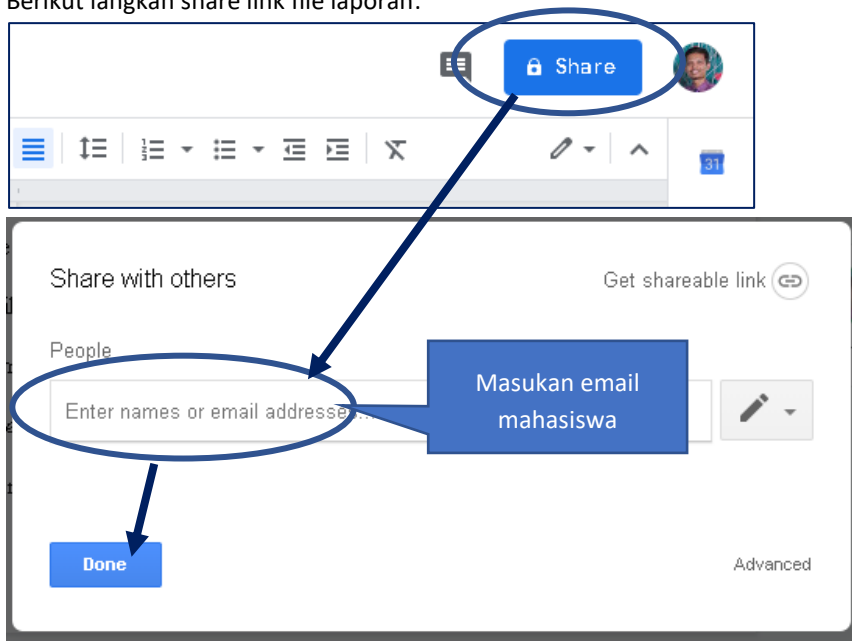 Berikut langkah share link file laporan:
Share
31
Share with others
Get shareable link
People
Enter names or email addresses...
Masukan email
mahasiswa
Done
Advanced